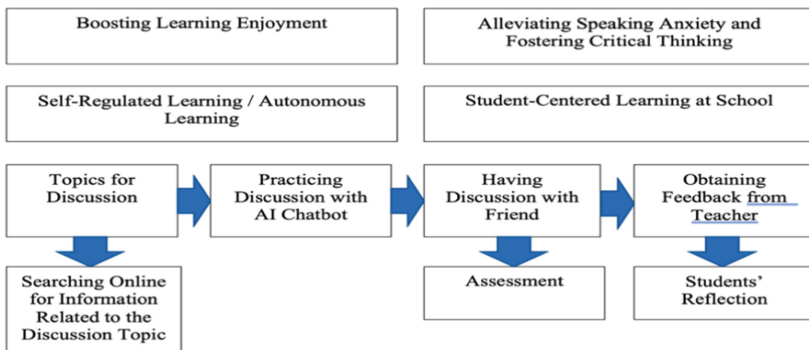 Boosting Learning Enjoyment
Alleviating Speaking Anxiety and
Fostering Critical Thinking
Self-Regulated Learning / Autonomous
Learning
Student-Centered Learning at School
Topics for
Discussion
Practicing
Discussion with
AI Chatbot
Having
Discussion with
Friend
Obtaining
Feedback from
Teacher
Searching Online
for Information
Related to the
Discussion Topic
Assessment
Students'
Reflection